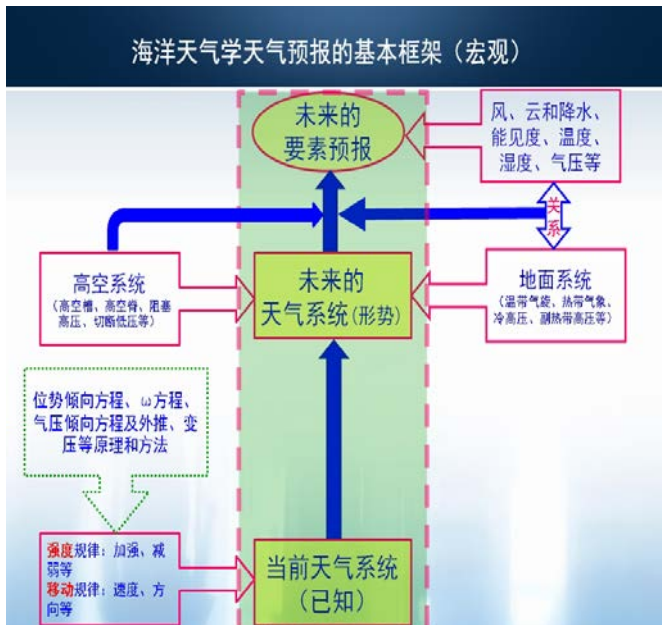 海洋天气学天气预报的基本框架（宏观）
未来的
要素预报
风、云和降水、
能见度、温度、
湿度、气压等
关
系
高空系统
（高空槽、高空脊、阻塞
高压、切断低压等）
未来的
天气系统(形势)
地面系统
（温带气旋、热带气象、
冷高压、副热带高压等）
位势倾向方程、ω方程、
气压倾向方程及外推、变
压等原理和方法
强度规律：加强、减
弱等
移动规律：速度、方
向等
当前天气系统
（已知）